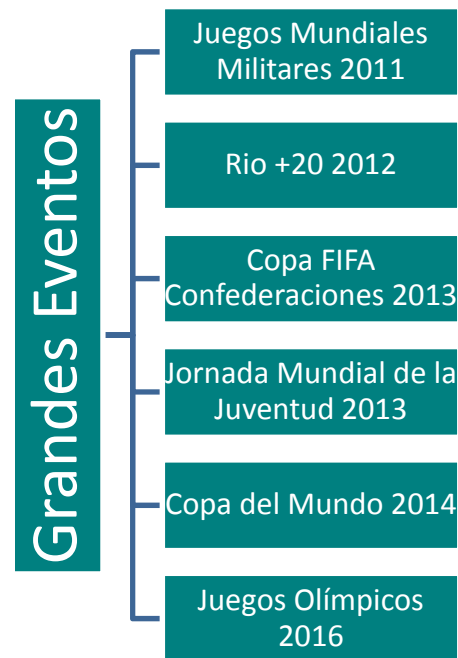 Grandes Eventos
Juegos Mundiales
Militares 2011
Rio +20 2012
Copa FIFA
Confederaciones 2013
Jornada Mundial de la
Juventud 2013
Copa del Mundo 2014
Juegos Olímpicos
2016